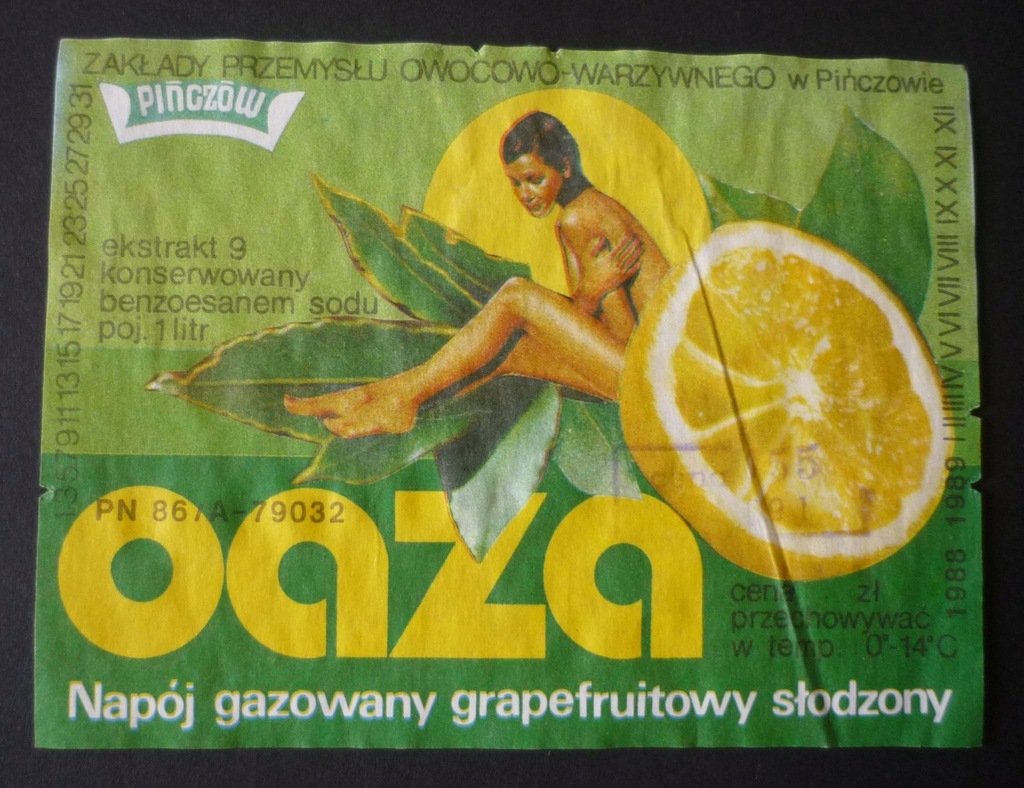 ZAKŁADY PRZEMYSŁU OWOCOWO-WARZYWNEGO w Pińczowie
PIŃCZÓW
1 3 5 7 9 11 13 15 17 19 21 23 25 27 29 31
ekstrakt 9
konserwowany
benzoesanem sodu
poj. 1 litr
I II III IV V VI VII VIII IX X XI XII
1988 1989
PN 86/A-79032
oaza
cena zł
przechowywać
w temp. 0°-14°C
Napój gazowany grapefruitowy słodzony